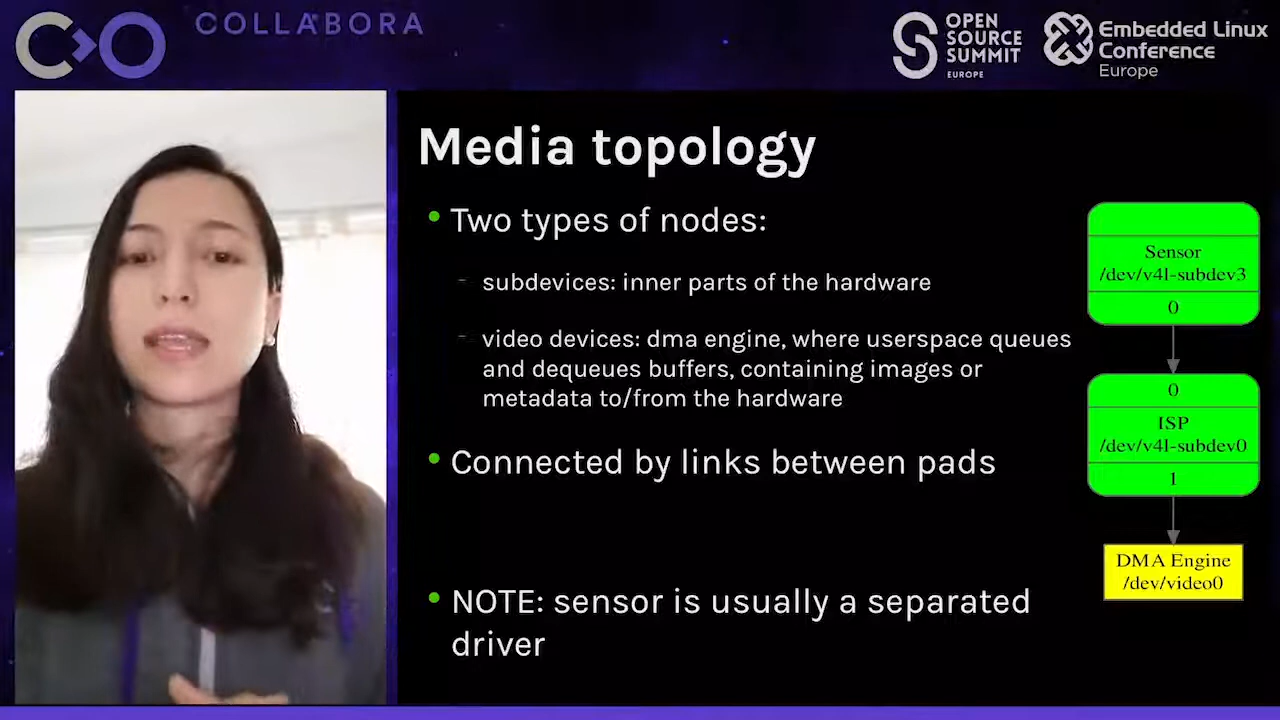 COLLABORA
OPEN
SOURCE
SUMMIT
EUROPE
Embedded Linux
Conference
Europe
Media topology
• Two types of nodes:
– subdevices: inner parts of the hardware
– video devices: dma engine, where userspace queues
and dequeues buffers, containing images or
metadata to/from the hardware
• Connected by links between pads
• NOTE: sensor is usually a separated
driver
Sensor
/dev/v4l-subdev3
0
0
ISP
/dev/v4l-subdev0
1
DMA Engine
/dev/video0